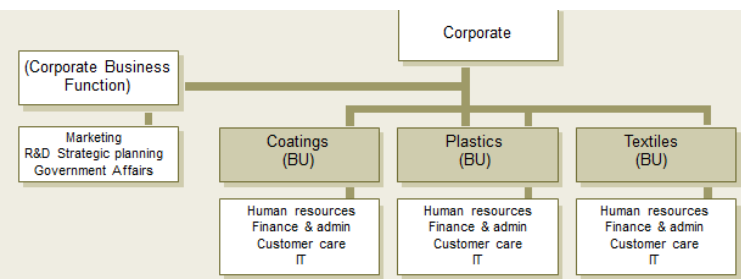 Corporate
(Corporate Business
Function)
Marketing
R&D Strategic planning
Government Affairs
Coatings
(BU)
Plastics
(BU)
Textiles
(BU)
Human resources
Finance & admin
Customer care
IT
Human resources
Finance & admin
Customer care
IT
Human resources
Finance & admin
Customer care
IT